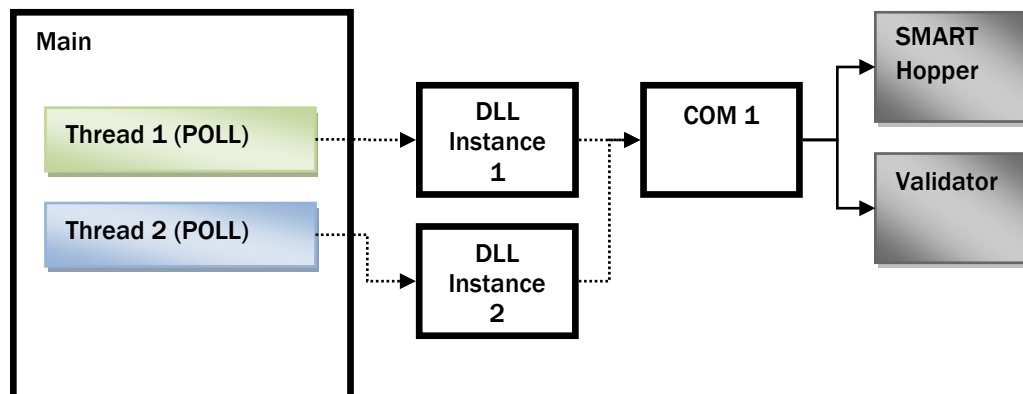 Main
Thread 1 (POLL)
Thread 2 (POLL)
DLL
Instance
1
DLL
Instance
2
COM 1
SMART
Hopper
Validator